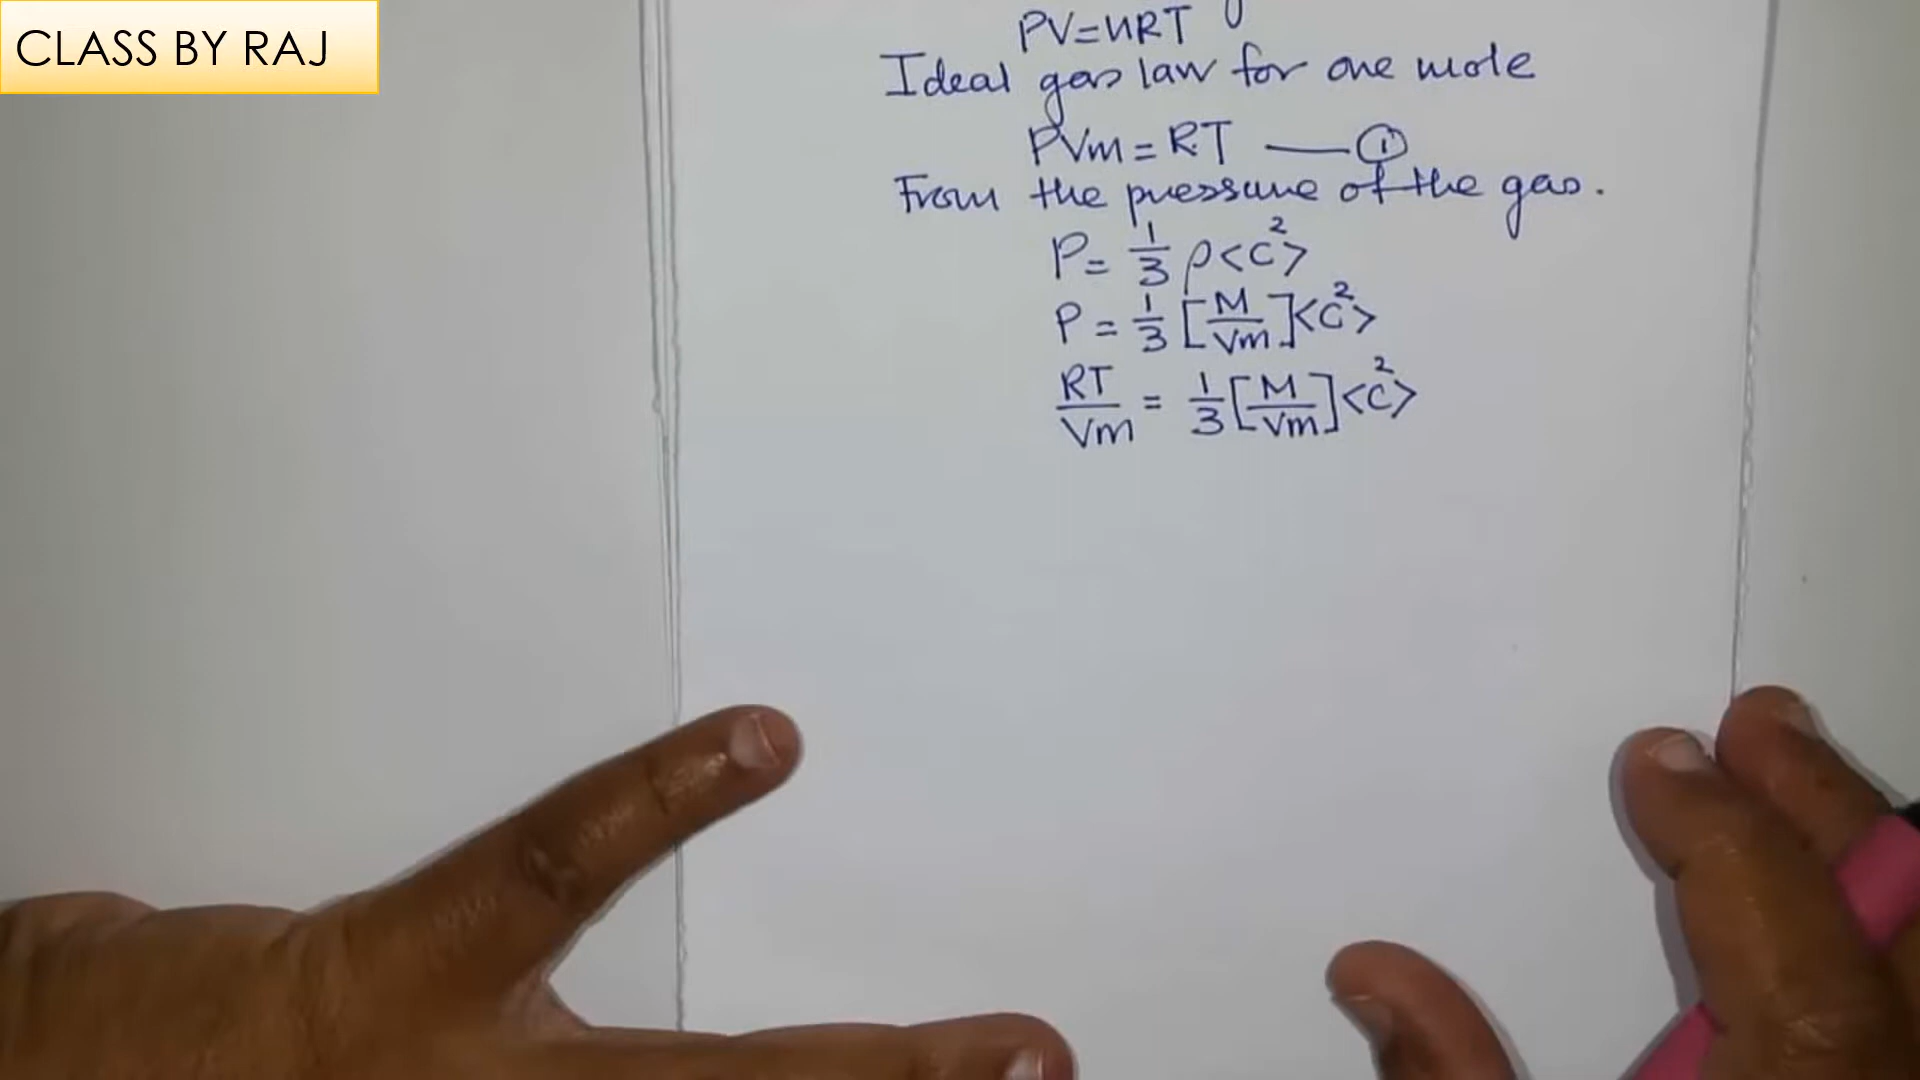 CLASS BY RAJ
PV=nRT
Ideal gas law for one mole
PVm = RT —— ①
From the pressure of the gas.
P = 1/3 ρ<c²>
P = 1/3 [M/Vm]<c²>
RT/Vm = 1/3 [M/Vm]<c²>